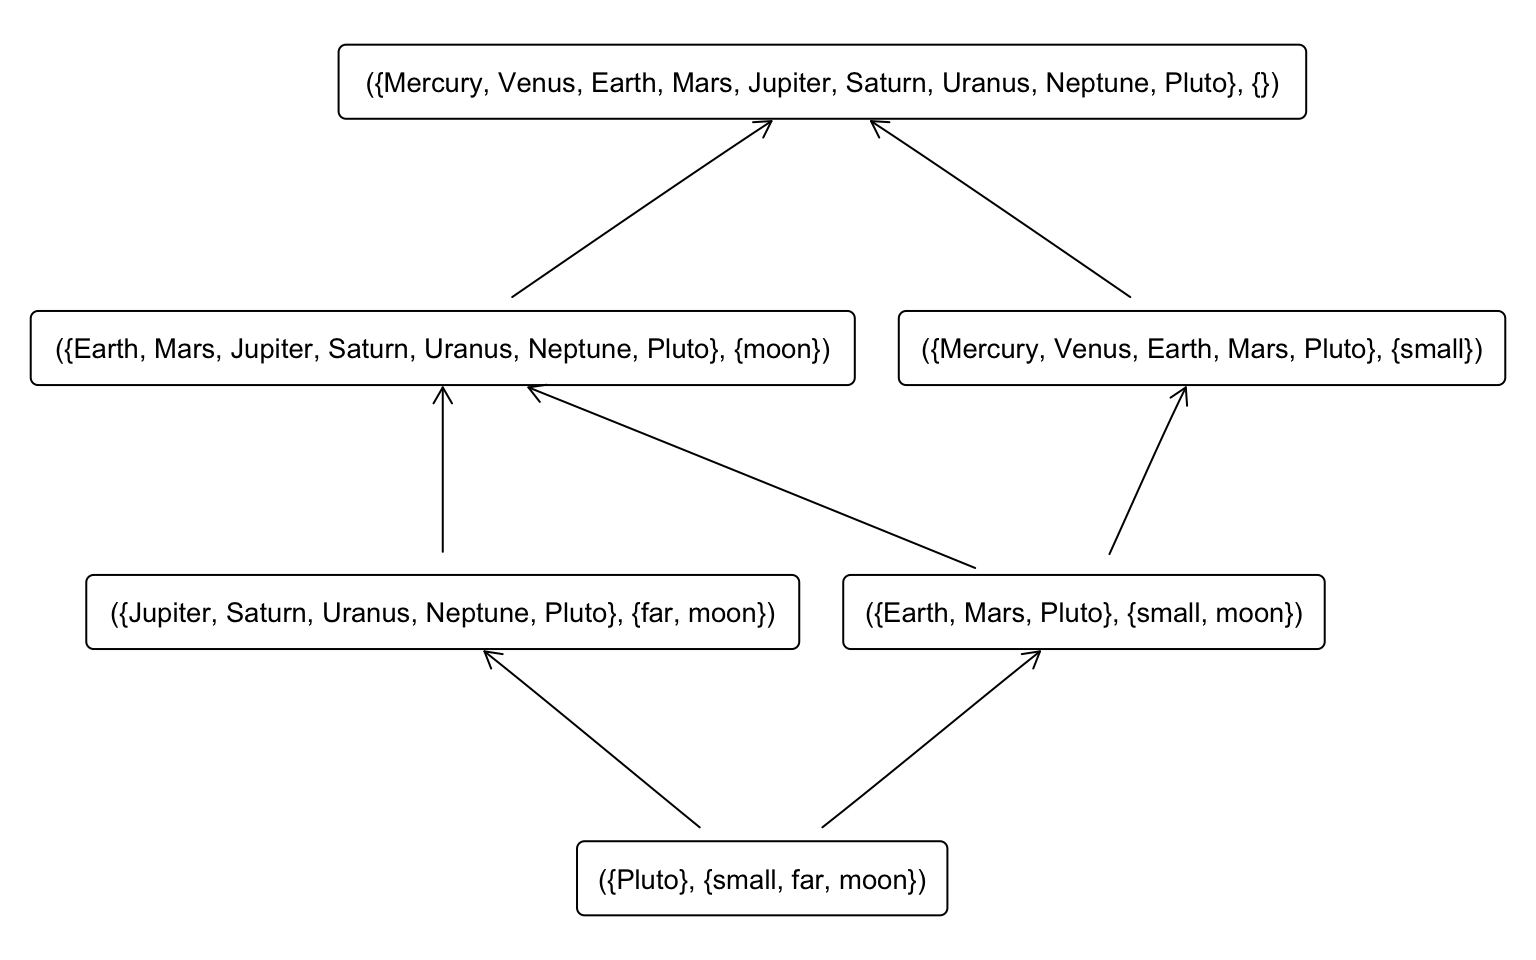 ({Mercury, Venus, Earth, Mars, Jupiter, Saturn, Uranus, Neptune, Pluto}, {})
({Earth, Mars, Jupiter, Saturn, Uranus, Neptune, Pluto}, {moon})
({Mercury, Venus, Earth, Mars, Pluto}, {small})
({Jupiter, Saturn, Uranus, Neptune, Pluto}, {far, moon})
({Earth, Mars, Pluto}, {small, moon})
({Pluto}, {small, far, moon})